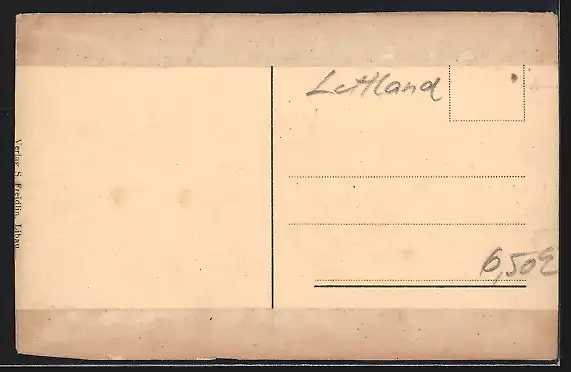 Verlag S. Freidlin, Libau
Lettland
6,50€